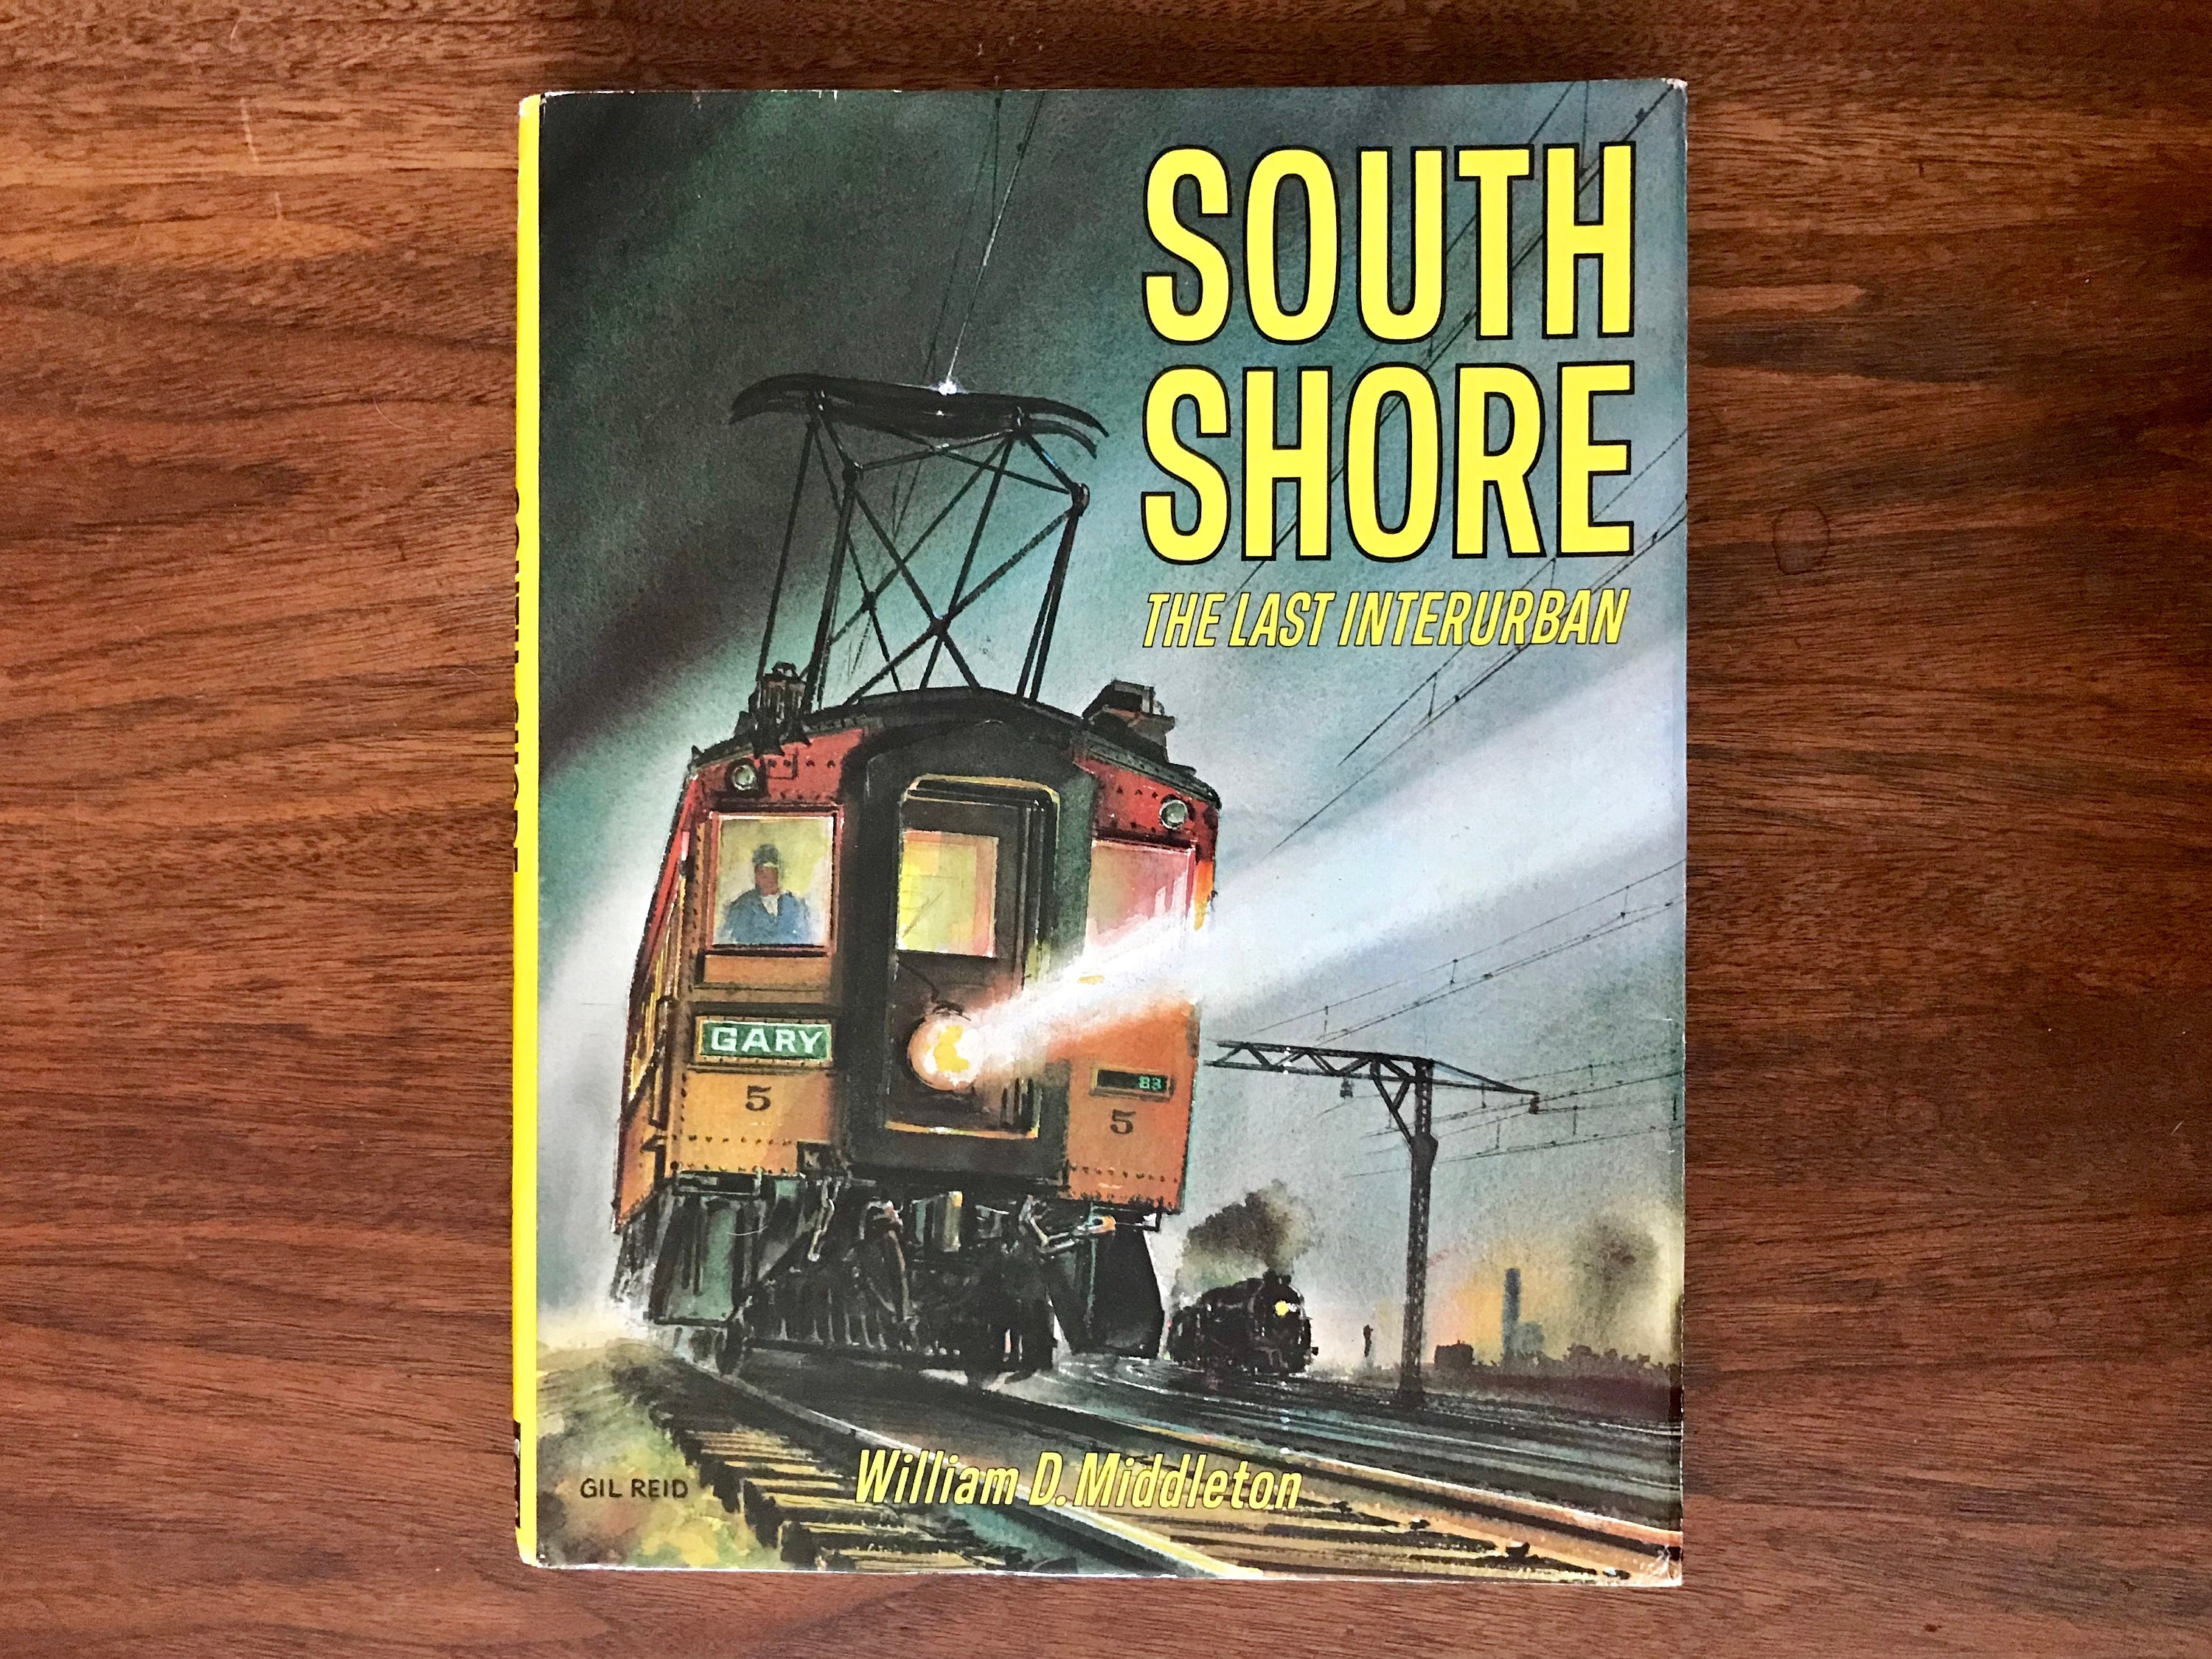 SOUTH
SHORE
THE LAST INTERURBAN
GARY
83
5
5
GIL REID
William D. Middleton